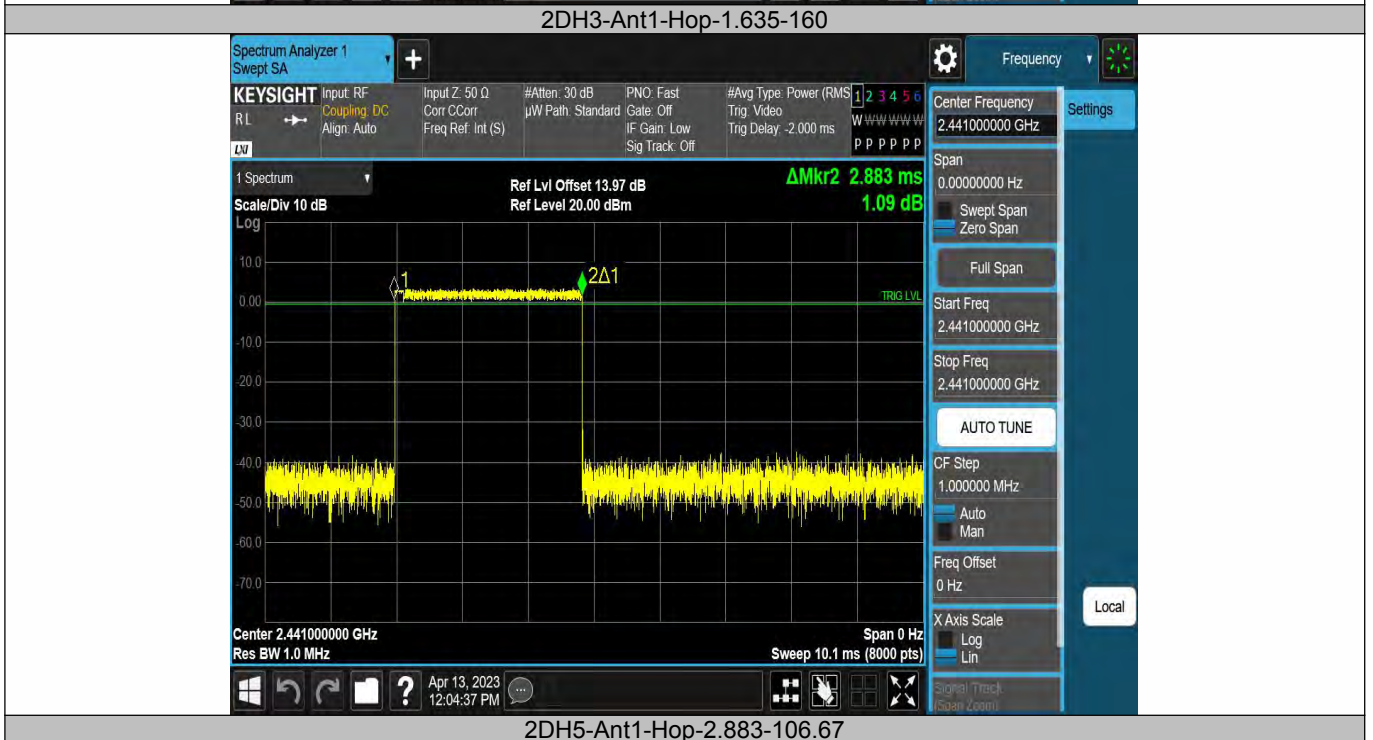 2DH3-Ant1-Hop-1.635-160
Spectrum Analyzer 1
Swept SA
+
Frequency
KEYSIGHT
RL
LXI
Input: RF
Coupling: DC
Align: Auto
Input Z: 50 Ω
Corr CCorr
Freq Ref: Int (S)
#Atten: 30 dB
µW Path: Standard
PNO: Fast
Gate: Off
IF Gain: Low
Sig Track: Off
#Avg Type: Power (RMS
Trig: Video
Trig Delay: -2.000 ms
1 2 3 4 5 6
W W W W W W
P P P P P P
Center Frequency
2.441000000 GHz
Settings
Span
0.00000000 Hz
Swept Span
Zero Span
Full Span
Start Freq
2.441000000 GHz
Stop Freq
2.441000000 GHz
AUTO TUNE
CF Step
1.000000 MHz
Auto
Man
Freq Offset
0 Hz
X Axis Scale
Log
Lin
Signal Track
(Span Zoom)
Local
1 Spectrum
Scale/Div 10 dB
Ref Lvl Offset 13.97 dB
Ref Level 20.00 dBm
ΔMkr2 2.883 ms
1.09 dB
Log
10.0
0.00
-10.0
-20.0
-30.0
-40.0
-50.0
-60.0
-70.0
1
2Δ1
TRIG LVL
Center 2.441000000 GHz
Res BW 1.0 MHz
Span 0 Hz
Sweep 10.1 ms (8000 pts)
?
Apr 13, 2023
12:04:37 PM
2DH5-Ant1-Hop-2.883-106.67